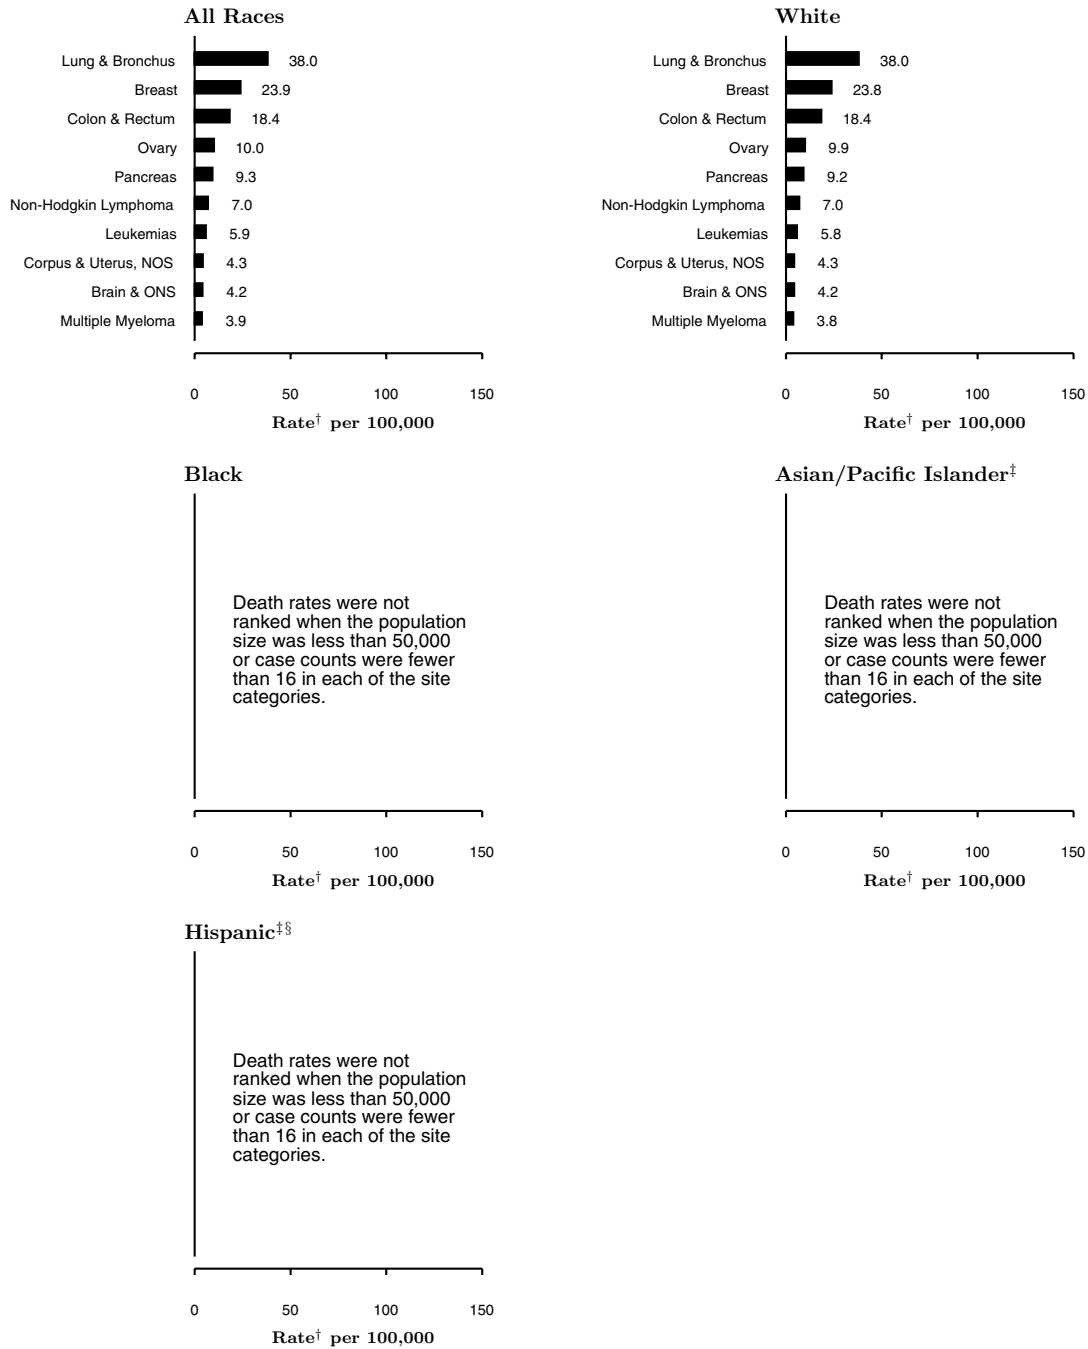 All Races
Lung & Bronchus 38.0
Breast 23.9
Colon & Rectum 18.4
Ovary 10.0
Pancreas 9.3
Non-Hodgkin Lymphoma 7.0
Leukemias 5.9
Corpus & Uterus, NOS 4.3
Brain & ONS 4.2
Multiple Myeloma 3.9
0 50 100 150
Rate† per 100,000
White
Lung & Bronchus 38.0
Breast 23.8
Colon & Rectum 18.4
Ovary 9.9
Pancreas 9.2
Non-Hodgkin Lymphoma 7.0
Leukemias 5.8
Corpus & Uterus, NOS 4.3
Brain & ONS 4.2
Multiple Myeloma 3.8
0 50 100 150
Rate† per 100,000
Black
Death rates were not
ranked when the population
size was less than 50,000
or case counts were fewer
than 16 in each of the site
categories.
0 50 100 150
Rate† per 100,000
Asian/Pacific Islander‡
Death rates were not
ranked when the population
size was less than 50,000
or case counts were fewer
than 16 in each of the site
categories.
0 50 100 150
Rate† per 100,000
Hispanic‡§
Death rates were not
ranked when the population
size was less than 50,000
or case counts were fewer
than 16 in each of the site
categories.
0 50 100 150
Rate† per 100,000